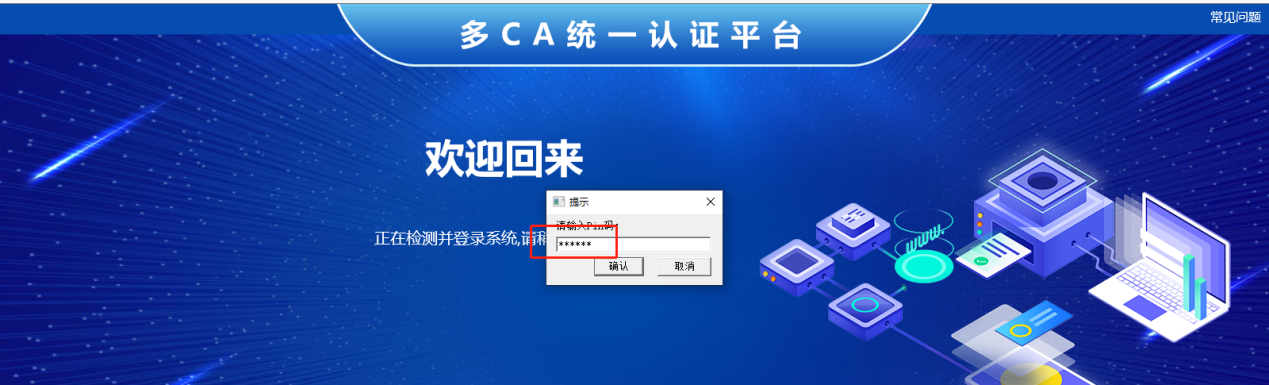 常见问题
多CA统一认证平台
欢迎回来
提示
请输入Pin码:
正在检测并登录系统,请稍
******
确认
取消
www.